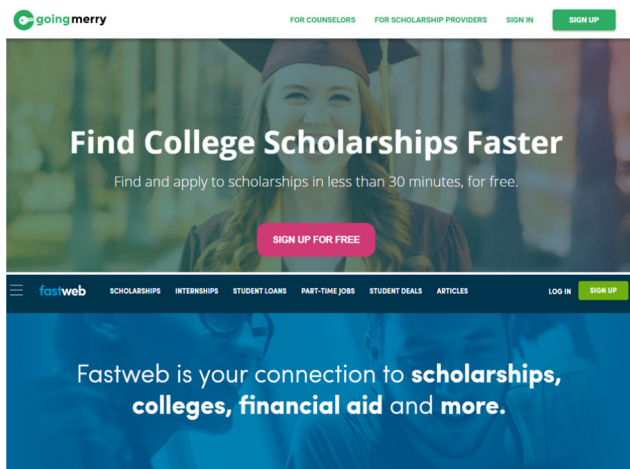 going merry
FOR COUNSELORS FOR SCHOLARSHIP PROVIDERS SIGN IN SIGN UP
Find College Scholarships Faster
Find and apply to scholarships in less than 30 minutes, for free.
SIGN UP FOR FREE
fastweb SCHOLARSHIPS INTERNSHIPS STUDENT LOANS PART-TIME JOBS STUDENT DEALS ARTICLES LOG IN SIGN UP
Fastweb is your connection to scholarships,
colleges, financial aid and more.